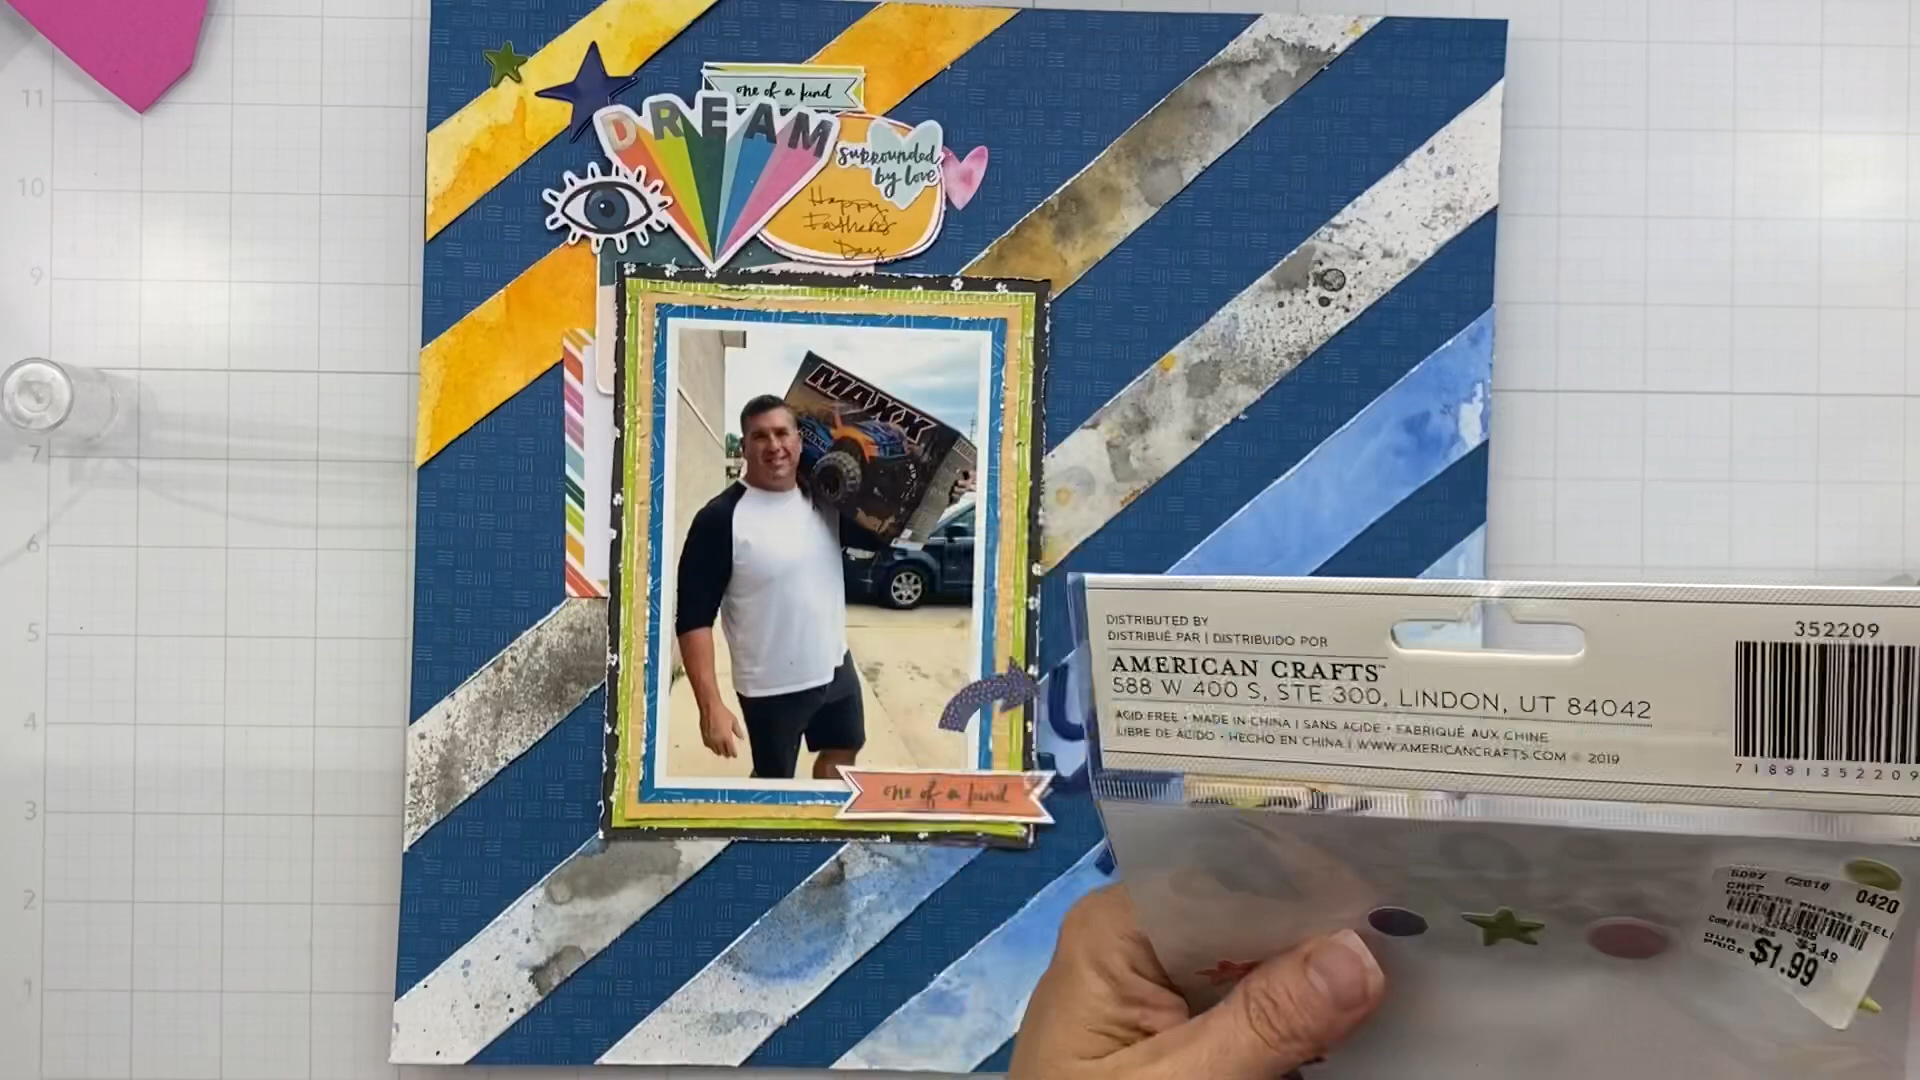 one of a kind
DREAM
surrounded
by love
Happy
Father's
Day
MAXX
one of a kind
11
10
9
7
6
5
4
3
2
1
DISTRIBUTED BY
DISTRIBUÉ PAR | DISTRIBUIDO POR
AMERICAN CRAFTS™
588 W 400 S, STE 300, LINDON, UT 84042
ACID FREE • MADE IN CHINA | SANS ACIDE • FABRIQUÉ AUX CHINE
LIBRE DE ÁCIDO • HECHO EN CHINA | WWW.AMERICANCRAFTS.COM © 2019
352209
7 18813 52209
0420
$3.49
OUR
PRICE $1.99